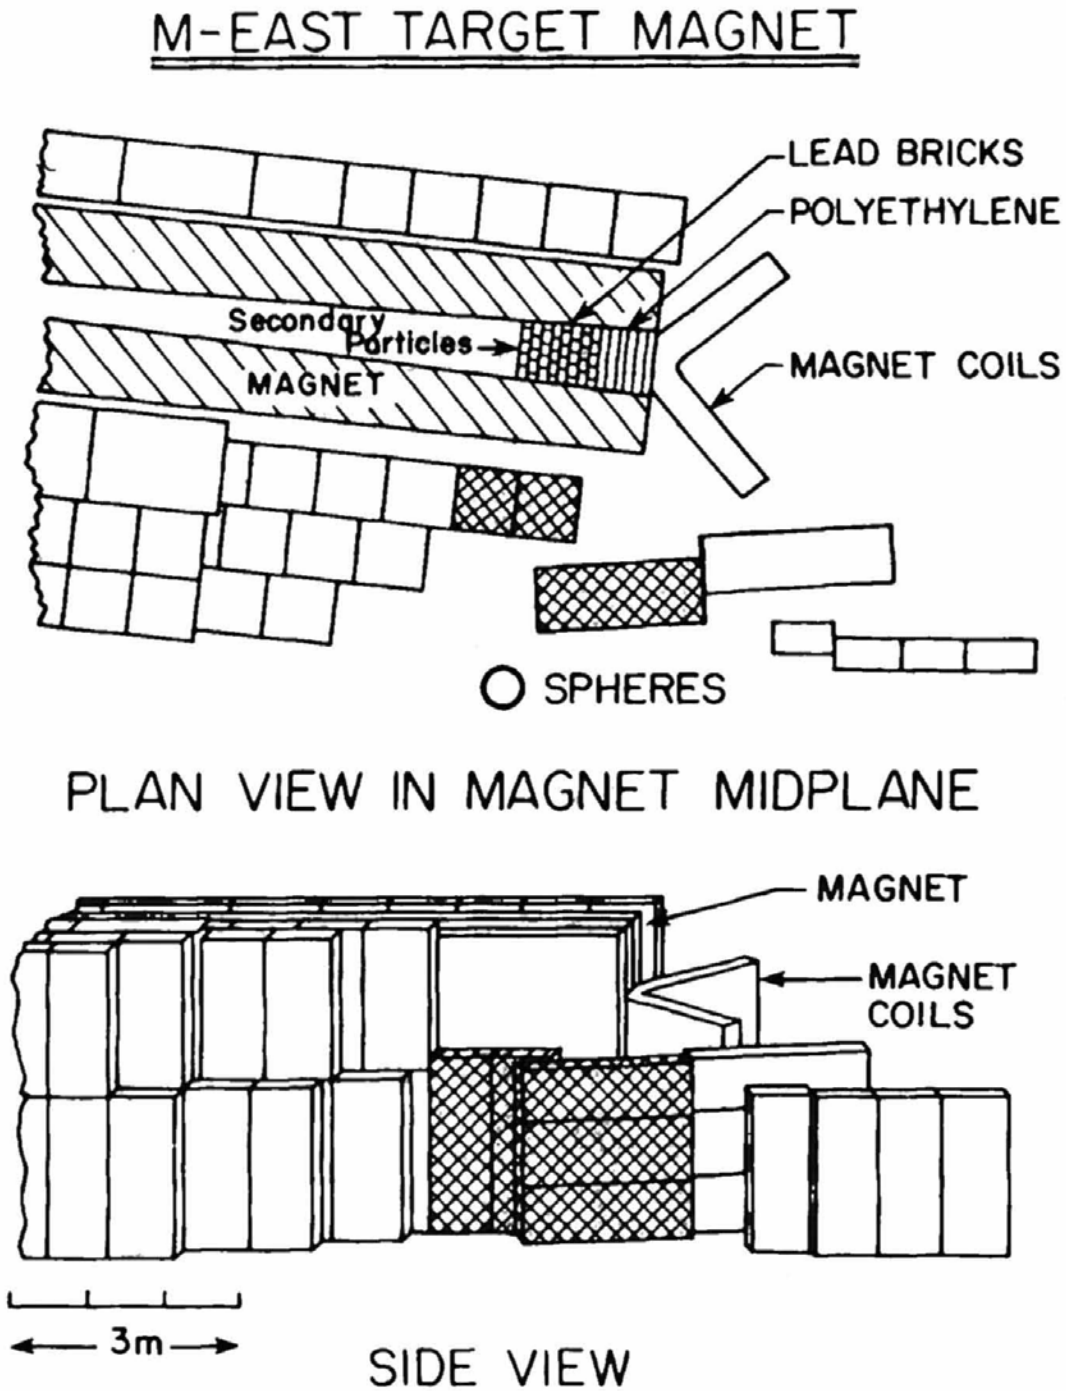 M-EAST TARGET MAGNET
LEAD BRICKS
POLYETHYLENE
Secondary
Particles
MAGNET
MAGNET COILS
SPHERES
PLAN VIEW IN MAGNET MIDPLANE
MAGNET
MAGNET
COILS
3m
SIDE VIEW